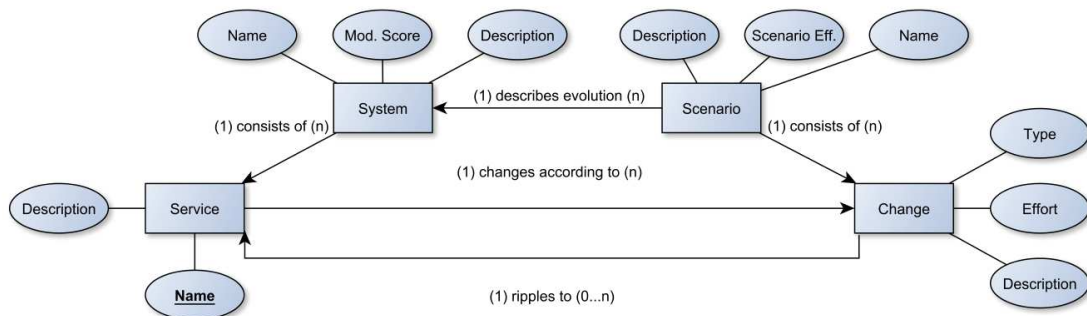 Name
Mod. Score
Description
Description
Scenario Eff.
Name
System
(1) describes evolution (n)
Scenario
(1) consists of (n)
(1) consists of (n)
Type
(1) changes according to (n)
Description
Service
Change
Effort
Name
Description
(1) ripples to (0...n)